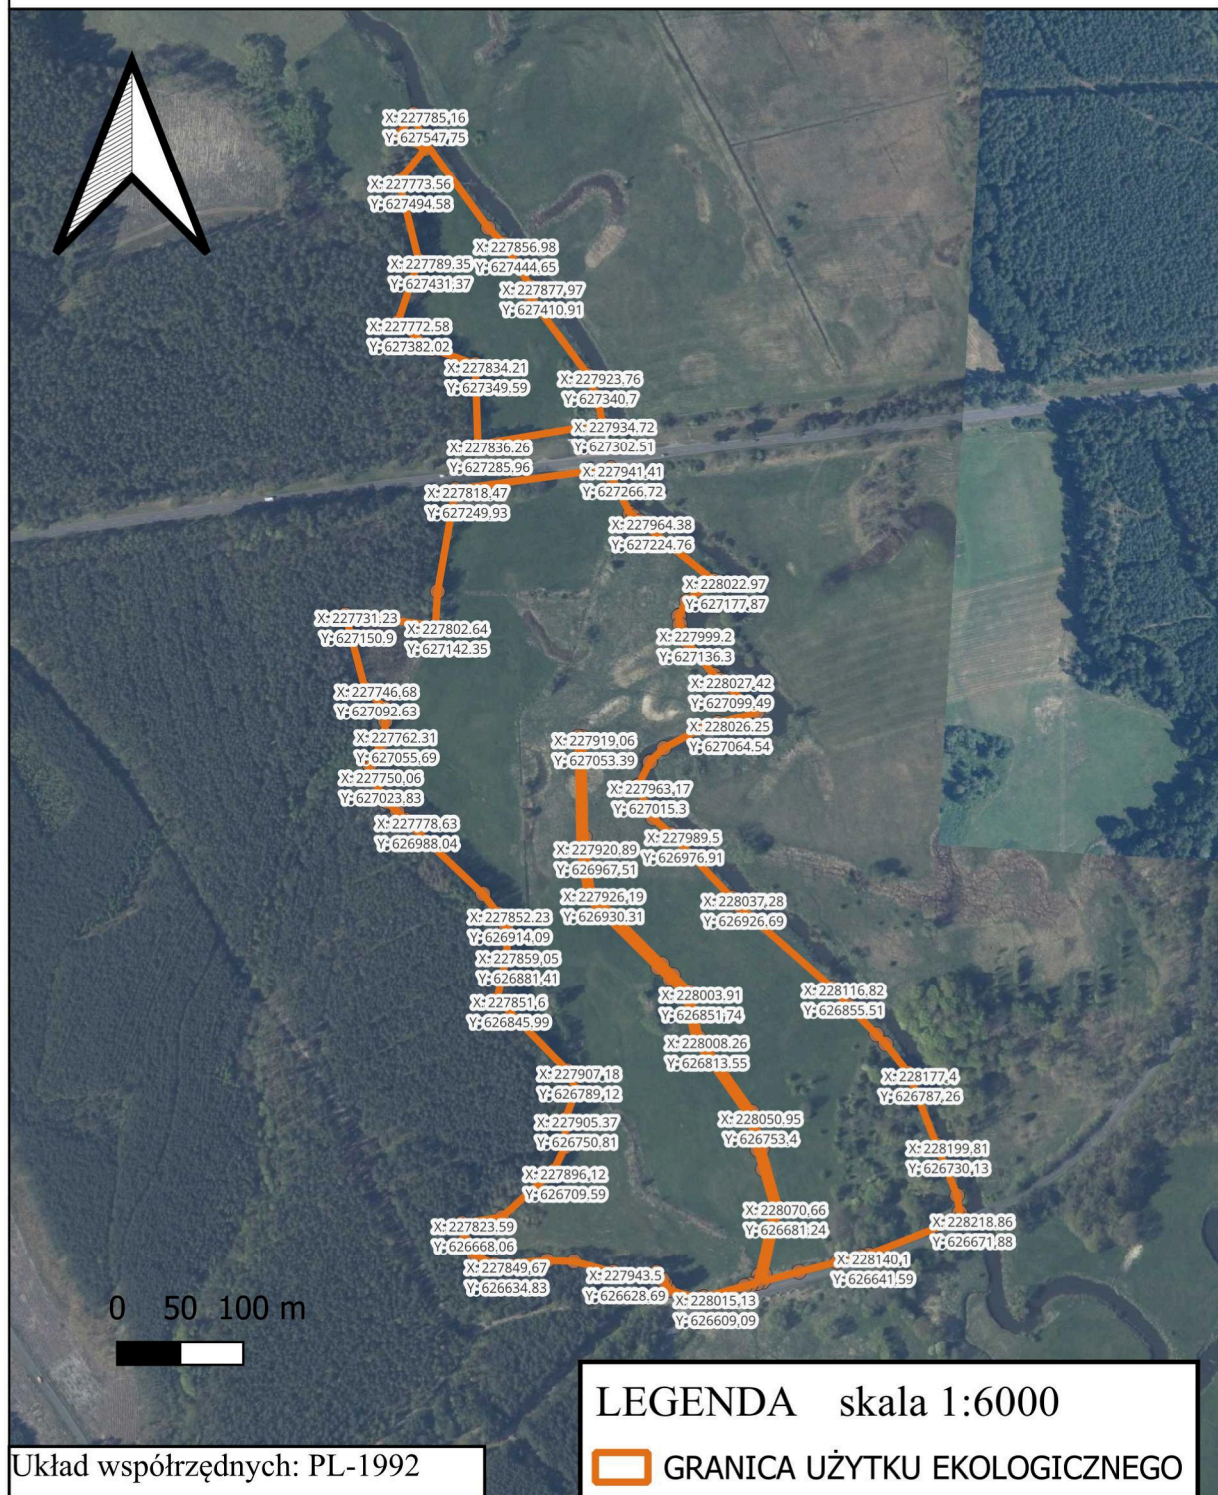 X: 227785,16
Y: 627547,75
X: 227773.56
Y: 627494.58
X: 227856.98
Y: 627444.65
X: 227789.35
Y: 627431.37
X: 227877,97
Y: 627410.91
X: 227772.58
Y: 627382.02
X: 227834.21
Y: 627349.59
X: 227923.76
Y: 627340.7
X: 227934.72
Y: 627302.51
X: 227836.26
Y: 627285.96
X: 227941,41
Y: 627266.72
X: 227818.47
Y: 627249.93
X: 227964.38
Y: 627224.76
X: 228022.97
Y: 627177,87
X: 227731,23
Y: 627150.9
X: 227802.64
Y: 627142.35
X: 227999.2
Y: 627136.3
X: 228027,42
Y: 627099.49
X: 227746,68
Y: 627092.63
X: 228026.25
Y: 627064.54
X: 227762.31
Y: 627055,69
X: 227919,06
Y: 627053.39
X: 227750,06
Y: 627023,83
X: 227963,17
Y: 627015.3
X: 227778,63
Y: 626988.04
X: 227989,5
Y: 626976.91
X: 227920.89
Y: 626967,51
X: 227926,19
Y: 626930.31
X: 228037,28
Y: 626926.69
X: 227852.23
Y: 626914.09
X: 227859,05
Y: 626881,41
X: 228116.82
Y: 626855.51
X: 228003.91
Y: 626851,74
X: 227851,6
Y: 626845.99
X: 228008.26
Y: 626813.55
X: 227907,18
Y: 626789,12
X: 228177,4
Y: 626787,26
X: 228050.95
Y: 626753,4
X: 227905.37
Y: 626750.81
X: 228199,81
Y: 626730,13
X: 227896,12
Y: 626709.59
X: 228070,66
Y: 626681,24
X: 228218.86
Y: 626671,88
X: 227823.59
Y: 626668.06
X: 228140,1
Y: 626641.59
X: 227849,67
Y: 626634.83
X: 227943.5
Y: 626628.69
X: 228015,13
Y: 626609,09
0 50 100 m
LEGENDA skala 1:6000
GRANICA UŻYTKU EKOLOGICZNEGO
Układ współrzędnych: PL-1992